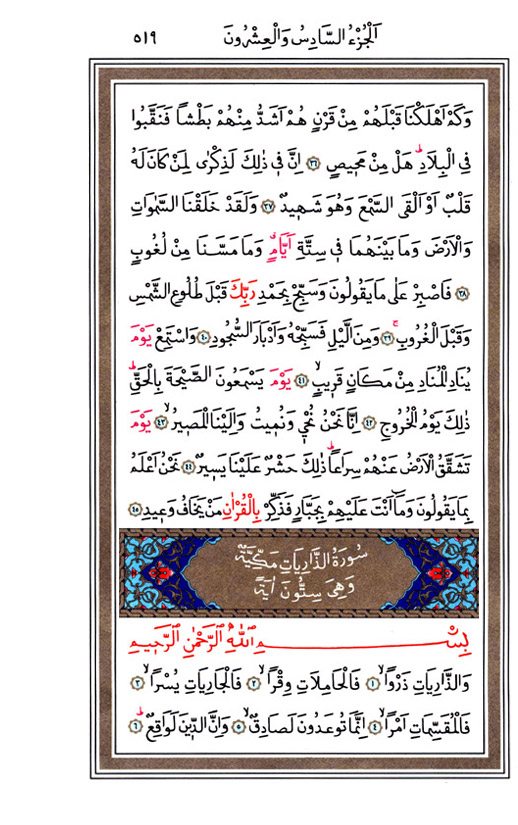 اَلْجُزْءُ السَّادِسُ وَالْعِشْرُونَ ٥١٩
وَكَمْ اَهْلَكْنَا قَبْلَهُمْ مِنْ قَرْنٍ هُمْ اَشَدُّ مِنْهُمْ بَطْشًا فَنَقَّبُوا
فِى الْبِلَادِۜ هَلْ مِنْ مَحٖيصٍ ﴿٣٦﴾ اِنَّ فٖى ذٰلِكَ لَذِكْرٰى لِمَنْ كَانَ لَهُ
قَلْبٌ اَوْ اَلْقَى السَّمْعَ وَهُوَ شَهٖيدٌ ﴿٣٧﴾ وَلَقَدْ خَلَقْنَا السَّمٰوَاتِ
وَالْاَرْضَ وَمَا بَيْنَهُمَا فٖى سِتَّةِ اَيَّامٍ وَمَا مَسَّنَا مِنْ لُغُوبٍ
﴿٣٨﴾ فَاصْبِرْ عَلٰى مَا يَقُولُونَ وَسَبِّحْ بِحَمْدِ رَبِّكَ قَبْلَ طُلُوعِ الشَّمْسِ
وَقَبْلَ الْغُرُوبِۚ ﴿٣٩﴾ وَمِنَ الَّيْلِ فَسَبِّحْهُ وَاَدْبَارَ السُّجُودِ ﴿٤٠﴾ وَاسْتَمِعْ يَوْمَ
يُنَادِ الْمُنَادِ مِنْ مَكَانٍ قَرٖيبٍۙ ﴿٤١﴾ يَوْمَ يَسْمَعُونَ الصَّيْحَةَ بِالْحَقِّۜ
ذٰلِكَ يَوْمُ الْخُرُوجِ ﴿٤٢﴾ اِنَّا نَحْنُ نُحْيٖ وَنُمٖيتُ وَاِلَيْنَا الْمَصٖيرُۙ ﴿٤٣﴾ يَوْمَ
تَشَقَّقُ الْاَرْضُ عَنْهُمْ سِرَاعًاۜ ذٰلِكَ حَشْرٌ عَلَيْنَا يَسٖيرٌ ﴿٤٤﴾ نَحْنُ اَعْلَمُ
بِمَا يَقُولُونَ وَمَٓا اَنْتَ عَلَيْهِمْ بِجَبَّارٍ فَذَكِّرْ بِالْقُرْاٰنِ مَنْ يَخَافُ وَعٖيدِ ﴿٤٥﴾
سُورَةُ الذَّارِيَاتِ مَكِّيَّةٌ
وَهِىَ سِتُّونَ اٰيَةً
بِسْمِ اللّٰهِ الرَّحْمٰنِ الرَّحٖيمِ
وَالذَّارِيَاتِ ذَرْوًاۙ ﴿١﴾ فَالْحَامِلَاتِ وِقْرًاۙ ﴿٢﴾ فَالْجَارِيَاتِ يُسْرًاۙ ﴿٣﴾
فَالْمُقَسِّمَاتِ اَمْرًاۙ ﴿٤﴾ اِنَّمَا تُوعَدُونَ لَصَادِقٌۙ ﴿٥﴾ وَاِنَّ الدّٖينَ لَوَاقِعٌۜ ﴿٦﴾